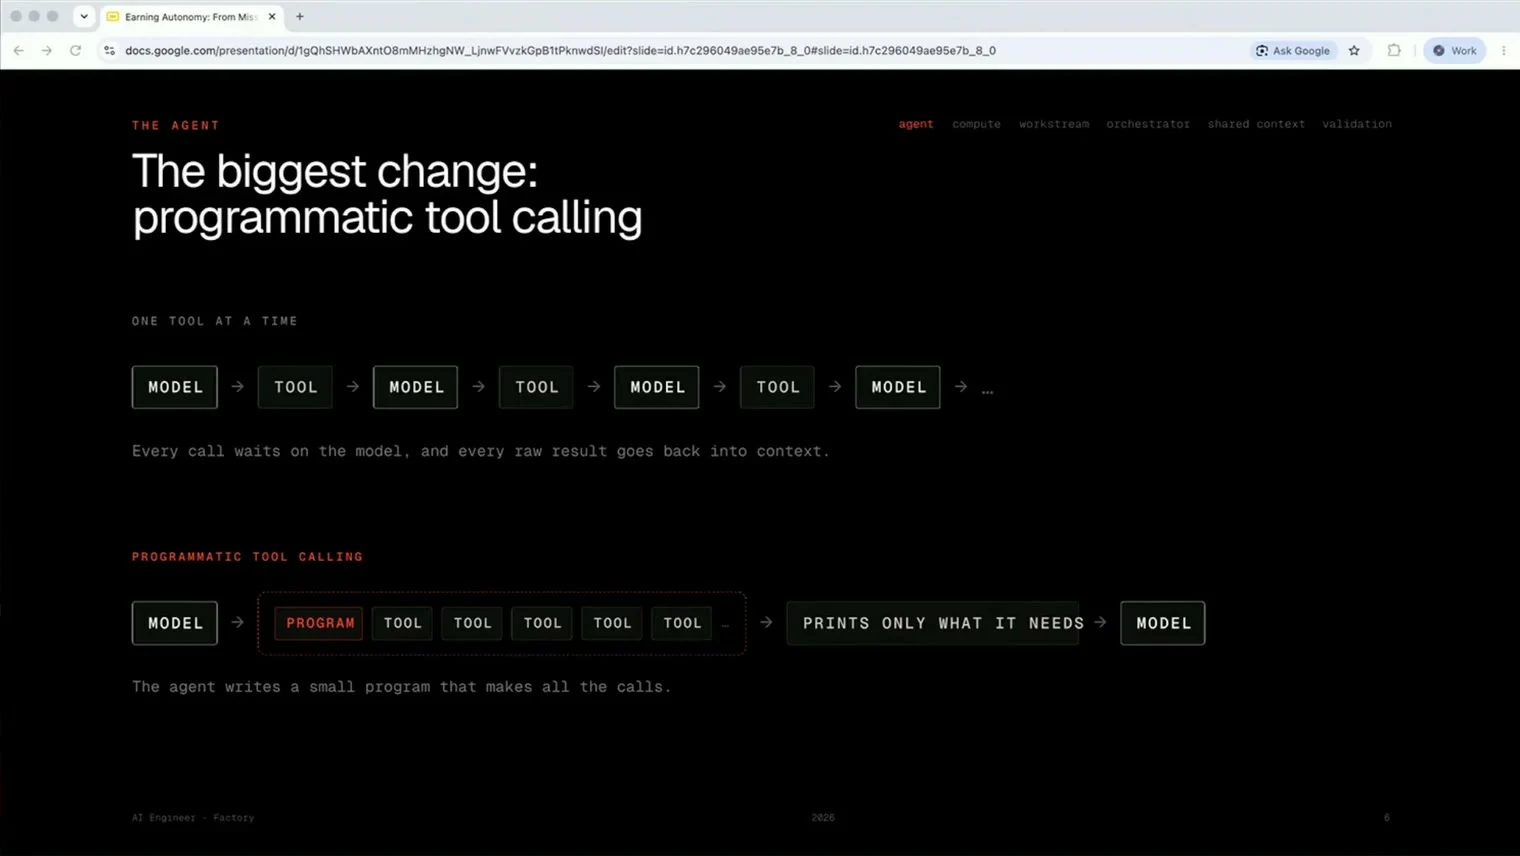 Earning Autonomy: From Miss
docs.google.com/presentation/d/1gQhSHWbAXntO8mMHzhgNW_LjnwFVvzkGpB1tPknwdSI/edit?slide=id.h7c296049ae95e7b_8_0#slide=id.h7c296049ae95e7b_8_0
Ask Google
Work
THE AGENT
agent compute workstream orchestrator shared context validation
The biggest change:
programmatic tool calling
ONE TOOL AT A TIME
MODEL → TOOL → MODEL → TOOL → MODEL → TOOL → MODEL → …
Every call waits on the model, and every raw result goes back into context.
PROGRAMMATIC TOOL CALLING
MODEL → PROGRAM TOOL TOOL TOOL TOOL TOOL … → PRINTS ONLY WHAT IT NEEDS → MODEL
The agent writes a small program that makes all the calls.
AI Engineer · Factory
2026
6